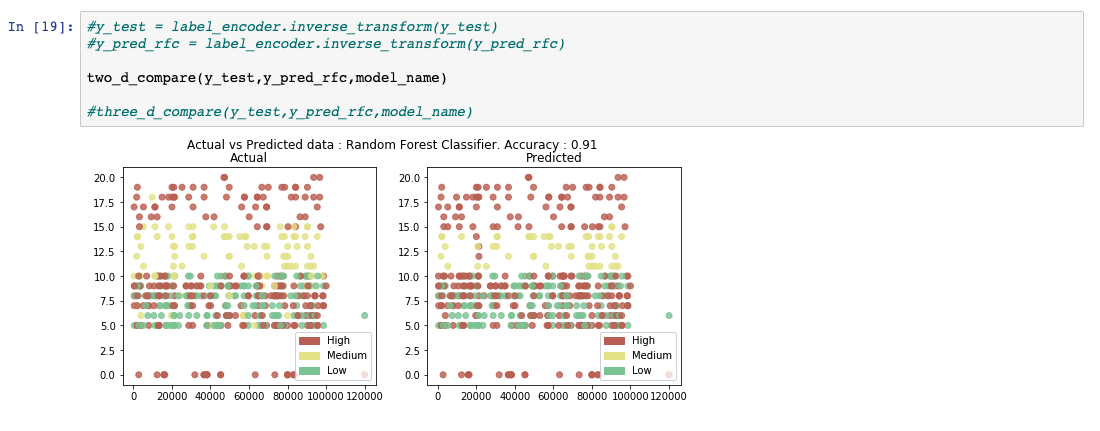 In [19]: #y_test = label_encoder.inverse_transform(y_test)
#y_pred_rfc = label_encoder.inverse_transform(y_pred_rfc)
two_d_compare(y_test,y_pred_rfc,model_name)
#three_d_compare(y_test,y_pred_rfc,model_name)
Actual vs Predicted data : Random Forest Classifier. Accuracy : 0.91
Actual
20.0
17.5
15.0
12.5
10.0
7.5
5.0
2.5
0.0
High
Medium
Low
0 20000 40000 60000 80000 100000 120000
Predicted
20.0
17.5
15.0
12.5
10.0
7.5
5.0
2.5
0.0
High
Medium
Low
0 20000 40000 60000 80000 100000 120000